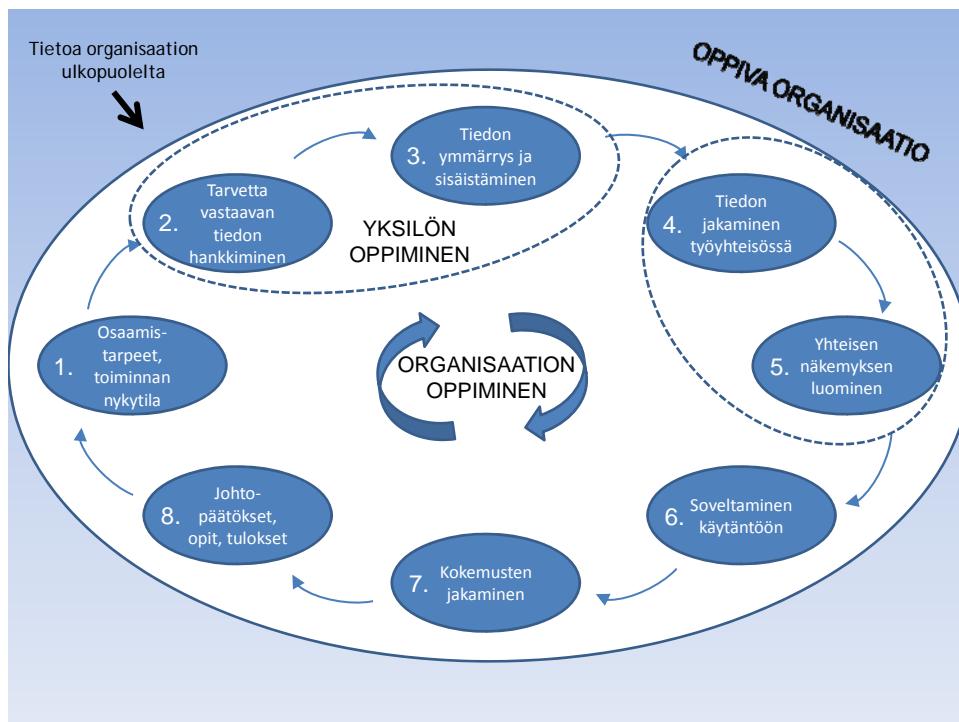 Tietoa organisaation
ulkopuolelta
OPPIVA ORGANISAATIO
1.
Osaamis-
tarpeet,
toiminnan
nykytila
2.
Tarvetta
vastaavan
tiedon
hankkiminen
3.
Tiedon
ymmärrys ja
sisäistäminen
YKSILÖN
OPPIMINEN
4.
Tiedon
jakaminen
työyhteisössä
5.
Yhteisen
näkemyksen
luominen
ORGANISAATION
OPPIMINEN
6.
Soveltaminen
käytäntöön
7.
Kokemusten
jakaminen
8.
Johto-
päätökset,
opit, tulokset